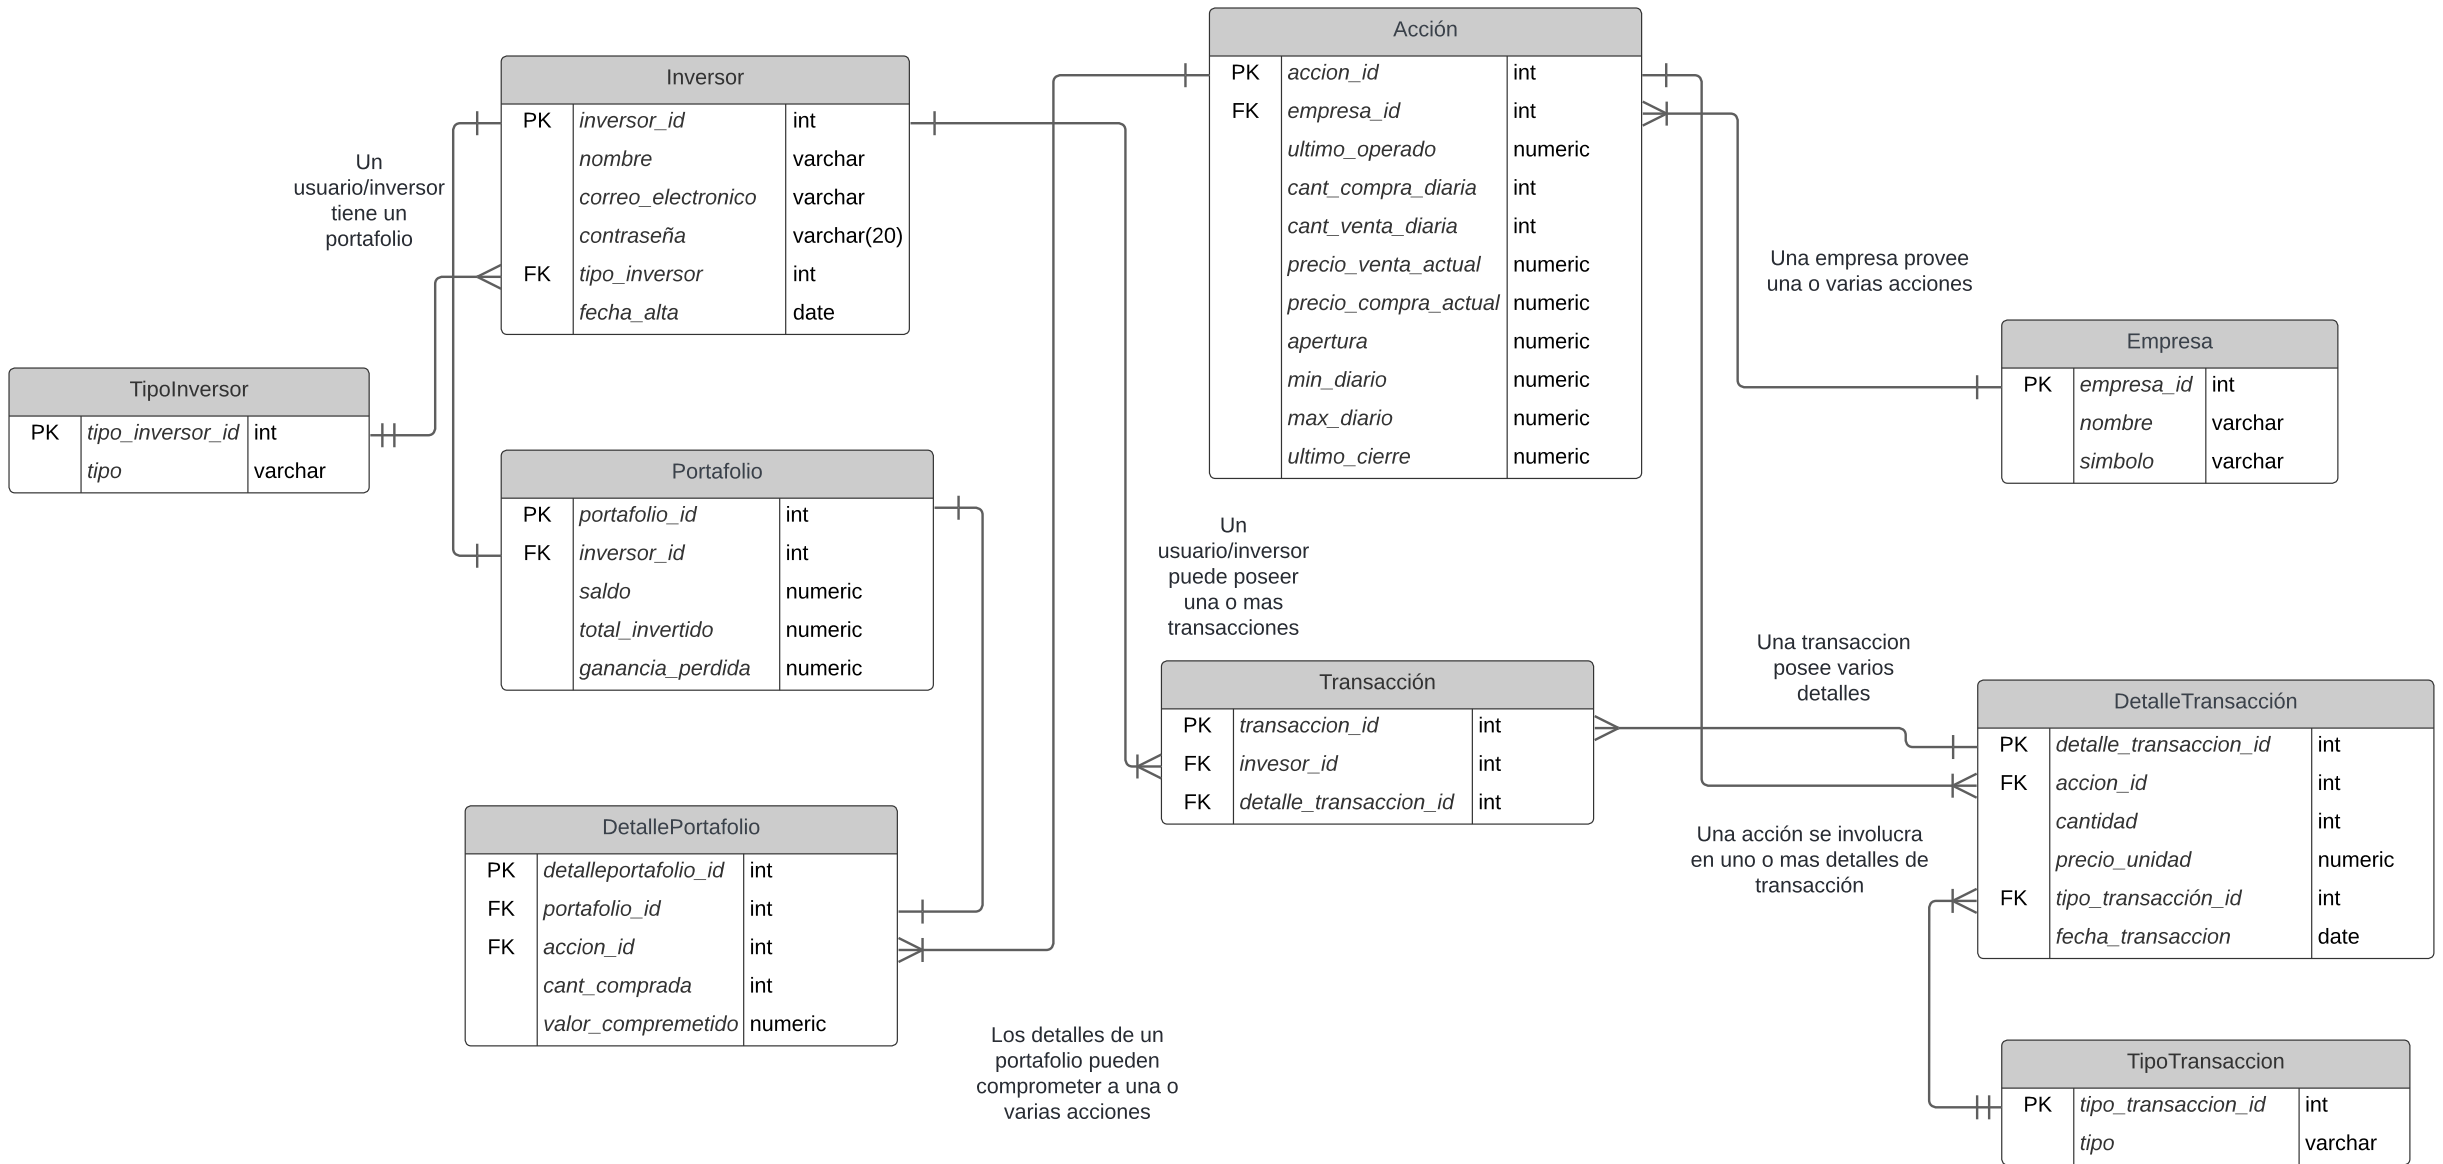 Inversor
PK inversor_id int
nombre varchar
correo_electronico varchar
contraseña varchar(20)
FK tipo_inversor int
fecha_alta date
Un
usuario/inversor
tiene un
portafolio
TipoInversor
PK tipo_inversor_id int
tipo varchar
Portafolio
PK portafolio_id int
FK inversor_id int
saldo numeric
total_invertido numeric
ganancia_perdida numeric
DetallePortafolio
PK detalleportafolio_id int
FK portafolio_id int
FK accion_id int
cant_comprada int
valor_compremetido numeric
Los detalles de un
portafolio pueden
comprometer a una o
varias acciones
Acción
PK accion_id int
FK empresa_id int
ultimo_operado numeric
cant_compra_diaria int
cant_venta_diaria int
precio_venta_actual numeric
precio_compra_actual numeric
apertura numeric
min_diario numeric
max_diario numeric
ultimo_cierre numeric
Una empresa provee
una o varias acciones
Empresa
PK empresa_id int
nombre varchar
simbolo varchar
Un
usuario/inversor
puede poseer
una o mas
transacciones
Transacción
PK transaccion_id int
FK invesor_id int
FK detalle_transaccion_id int
Una transaccion
posee varios
detalles
Una acción se involucra
en uno o mas detalles de
transacción
DetalleTransacción
PK detalle_transaccion_id int
FK accion_id int
cantidad int
precio_unidad numeric
FK tipo_transacción_id int
fecha_transaccion date
TipoTransaccion
PK tipo_transaccion_id int
tipo varchar